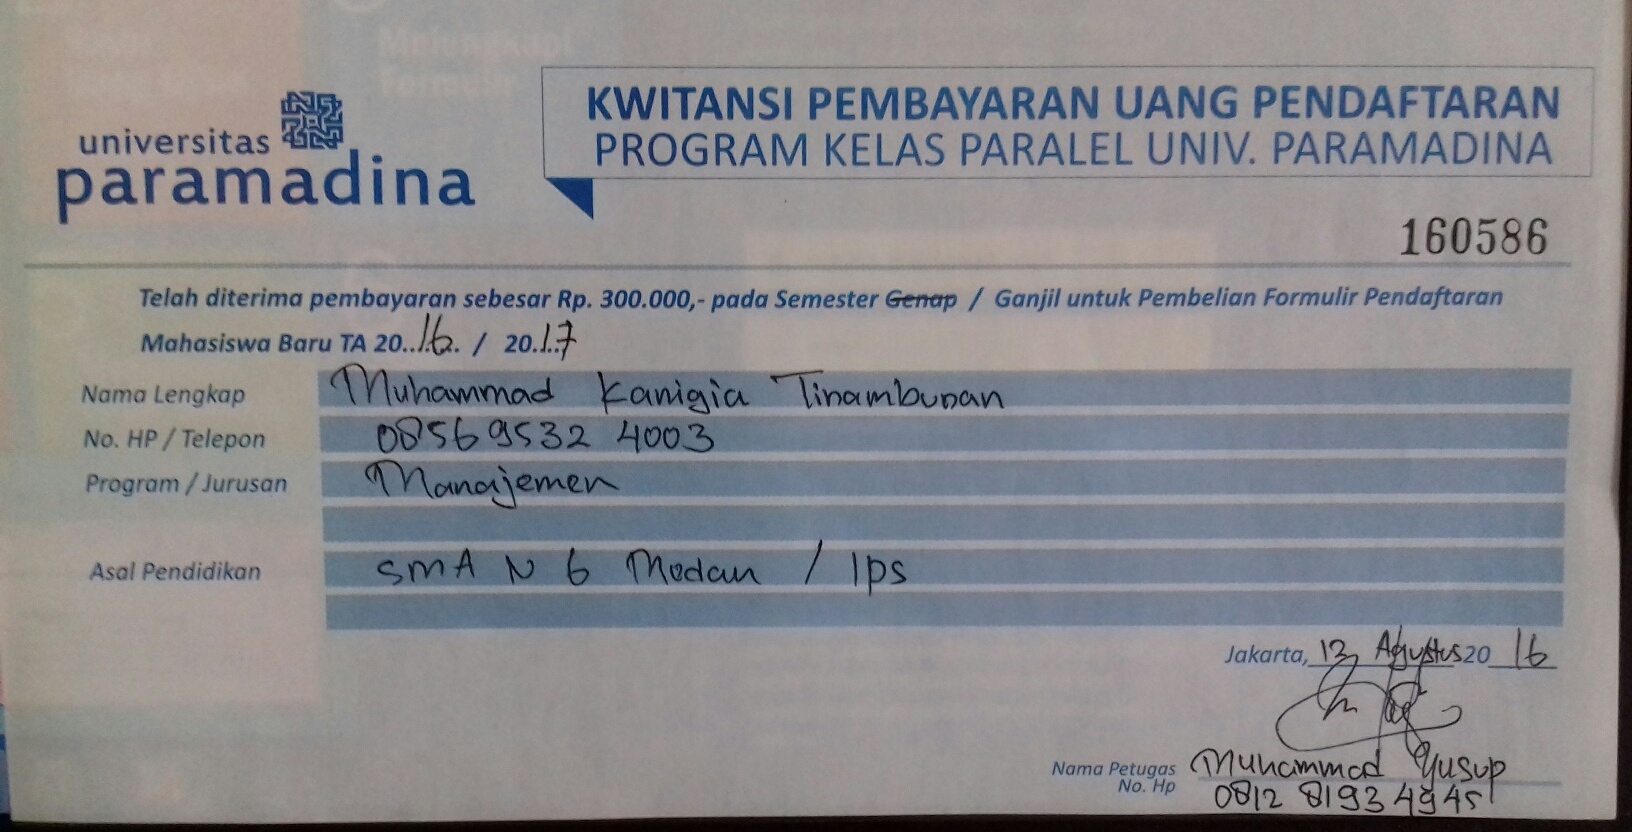 universitas
paramadina
KWITANSI PEMBAYARAN UANG PENDAFTARAN
PROGRAM KELAS PARALEL UNIV. PARAMADINA
160586
Telah diterima pembayaran sebesar Rp. 300.000,- pada Semester Genap / Ganjil untuk Pembelian Formulir Pendaftaran
Mahasiswa Baru TA 20..16.. / 20.17
Nama Lengkap Muhammad Kanigia Tinambunan
No. HP / Telepon 08569532 4003
Program / Jurusan Manajemen
Asal Pendidikan SMA N 6 Medan / IPS
Jakarta, 13 Agustus 20 16
Nama Petugas Muhammad Yusup
No. Hp 0812 8193 4945